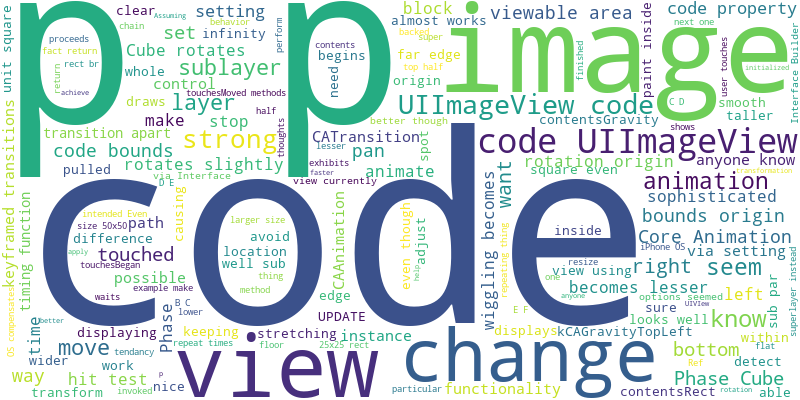 p p image
code
view change
code UIImageView
UIImageView code
strong
animation
sublayer
layer
Core Animation
right seem
bounds origin
code bounds
touched
move
know
bottom
Phase Cube
Phase
sophisticated
rotation origin
anyone know
CATransition
pan
animate
want
wiggling becomes
becomes lesser
view using
via setting
code property
viewable area
block
almost works
far edge
origin
setting
infinity
set
Cube rotates
clear
whole
control
draws
make
stop
need
begins
touchesMoved methods
contents
perform
behavior
Assuming
chain
proceeds
fact return
rect br
return
achieve
unit square
keyframed transitions
transition apart
rotates slightly
via Interface
pulled
D E
intended Even
size 50x50
path
difference
touchesBegan
possible
example make
waits
B C
lower
causing
timing function
displaying
time
better
wider
tendancy
work
way
hit test
transform
invoked
nice
OS compensates
apply
UPDATE
keeping
stretching
instance
repeat times
floor
25x25 rect
edge
location
well sub
thing
method
avoid
larger size
view currently
exhibits
faster
lesser
thoughts
half
finished
CAAnimation
spot
even though
adjust
help
better though
top half
backed
super
displays
kCAGravityTopLeft
functionality
particular
contentsRect
detect
able
sure
looks well
options seemed
one
anyone
resize
inside
iPhone OS
UIView
E F
repeating thing
square even
contentsGravity
shows
C D
paint inside
user touches
next one
initialized
smooth
taller
Interface Builder
transformation
left
within
flat
Ref
rotation
sub par
superlayer instead
P